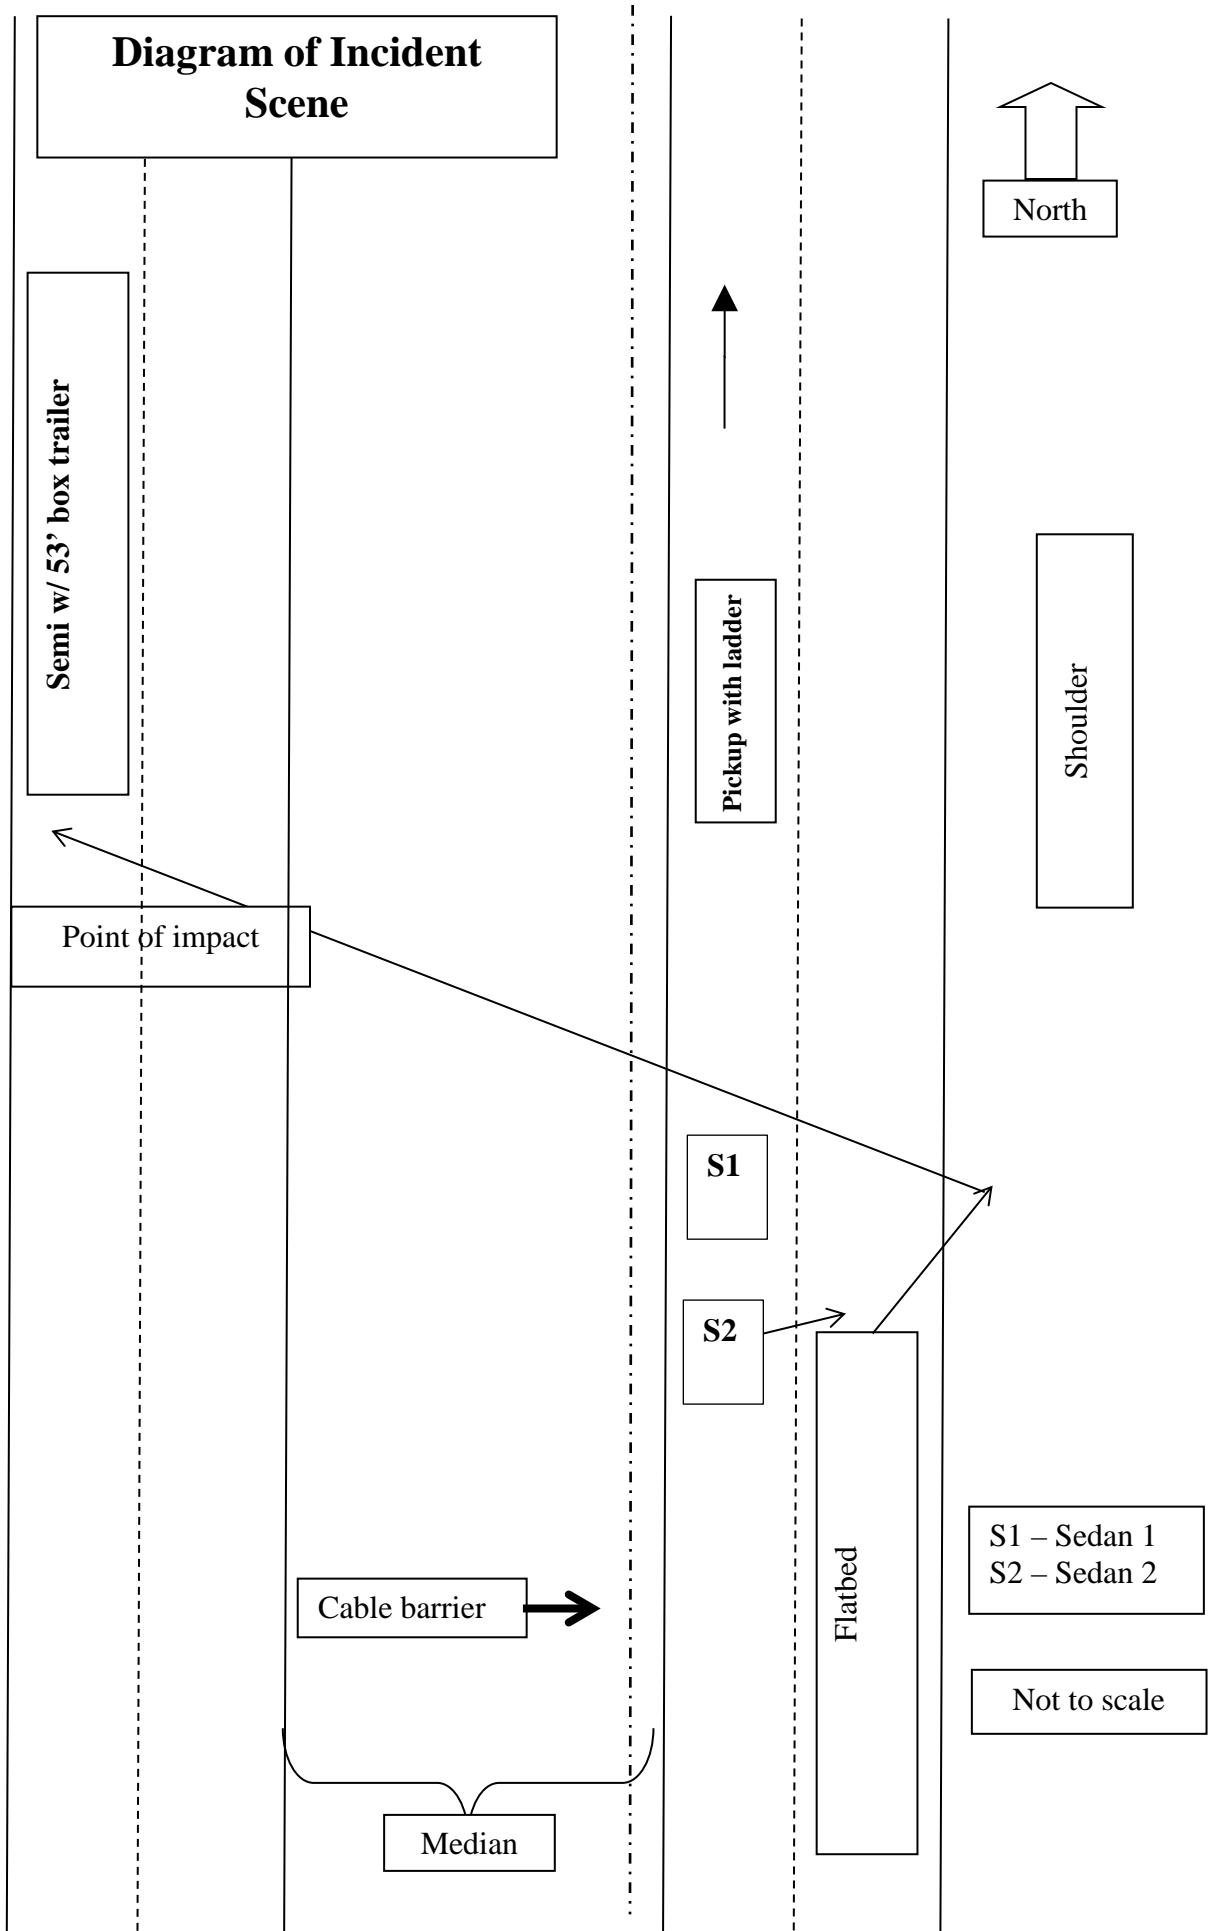 Diagram of Incident
Scene
North
Semi w/ 53’ box trailer
Pickup with ladder
Shoulder
Point of impact
S1
S2
Flatbed
S1 – Sedan 1
S2 – Sedan 2
Cable barrier
Not to scale
Median